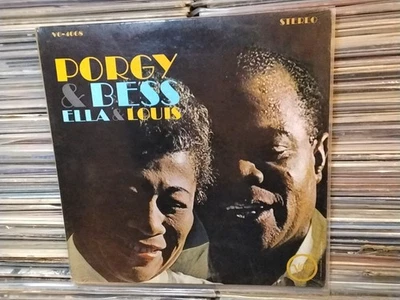 V6-4068
STEREO
PORGY
& BESS
ELLA & LOUIS